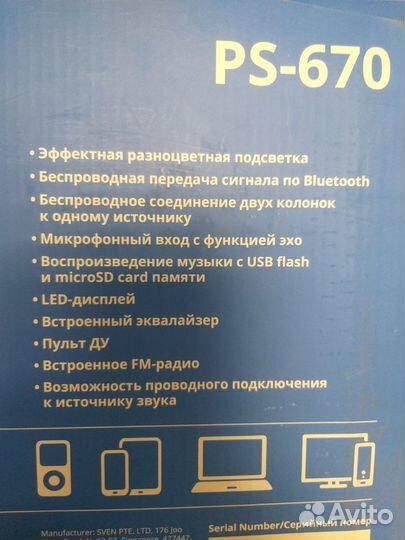 PS-670
• Эффектная разноцветная подсветка
• Беспроводная передача сигнала по Bluetooth
• Беспроводное соединение двух колонок
к одному источнику
• Микрофонный вход с функцией эхо
• Воспроизведение музыки с USB flash
и microSD card памяти
• LED-дисплей
• Встроенный эквалайзер
• Пульт ДУ
• Встроенное FM-радио
• Возможность проводного подключения
к источнику звука
Manufacturer: SVEN PTE. LTD, 176 Joo
Singapore, 427447.
Serial Number/Серийный номер
Avito